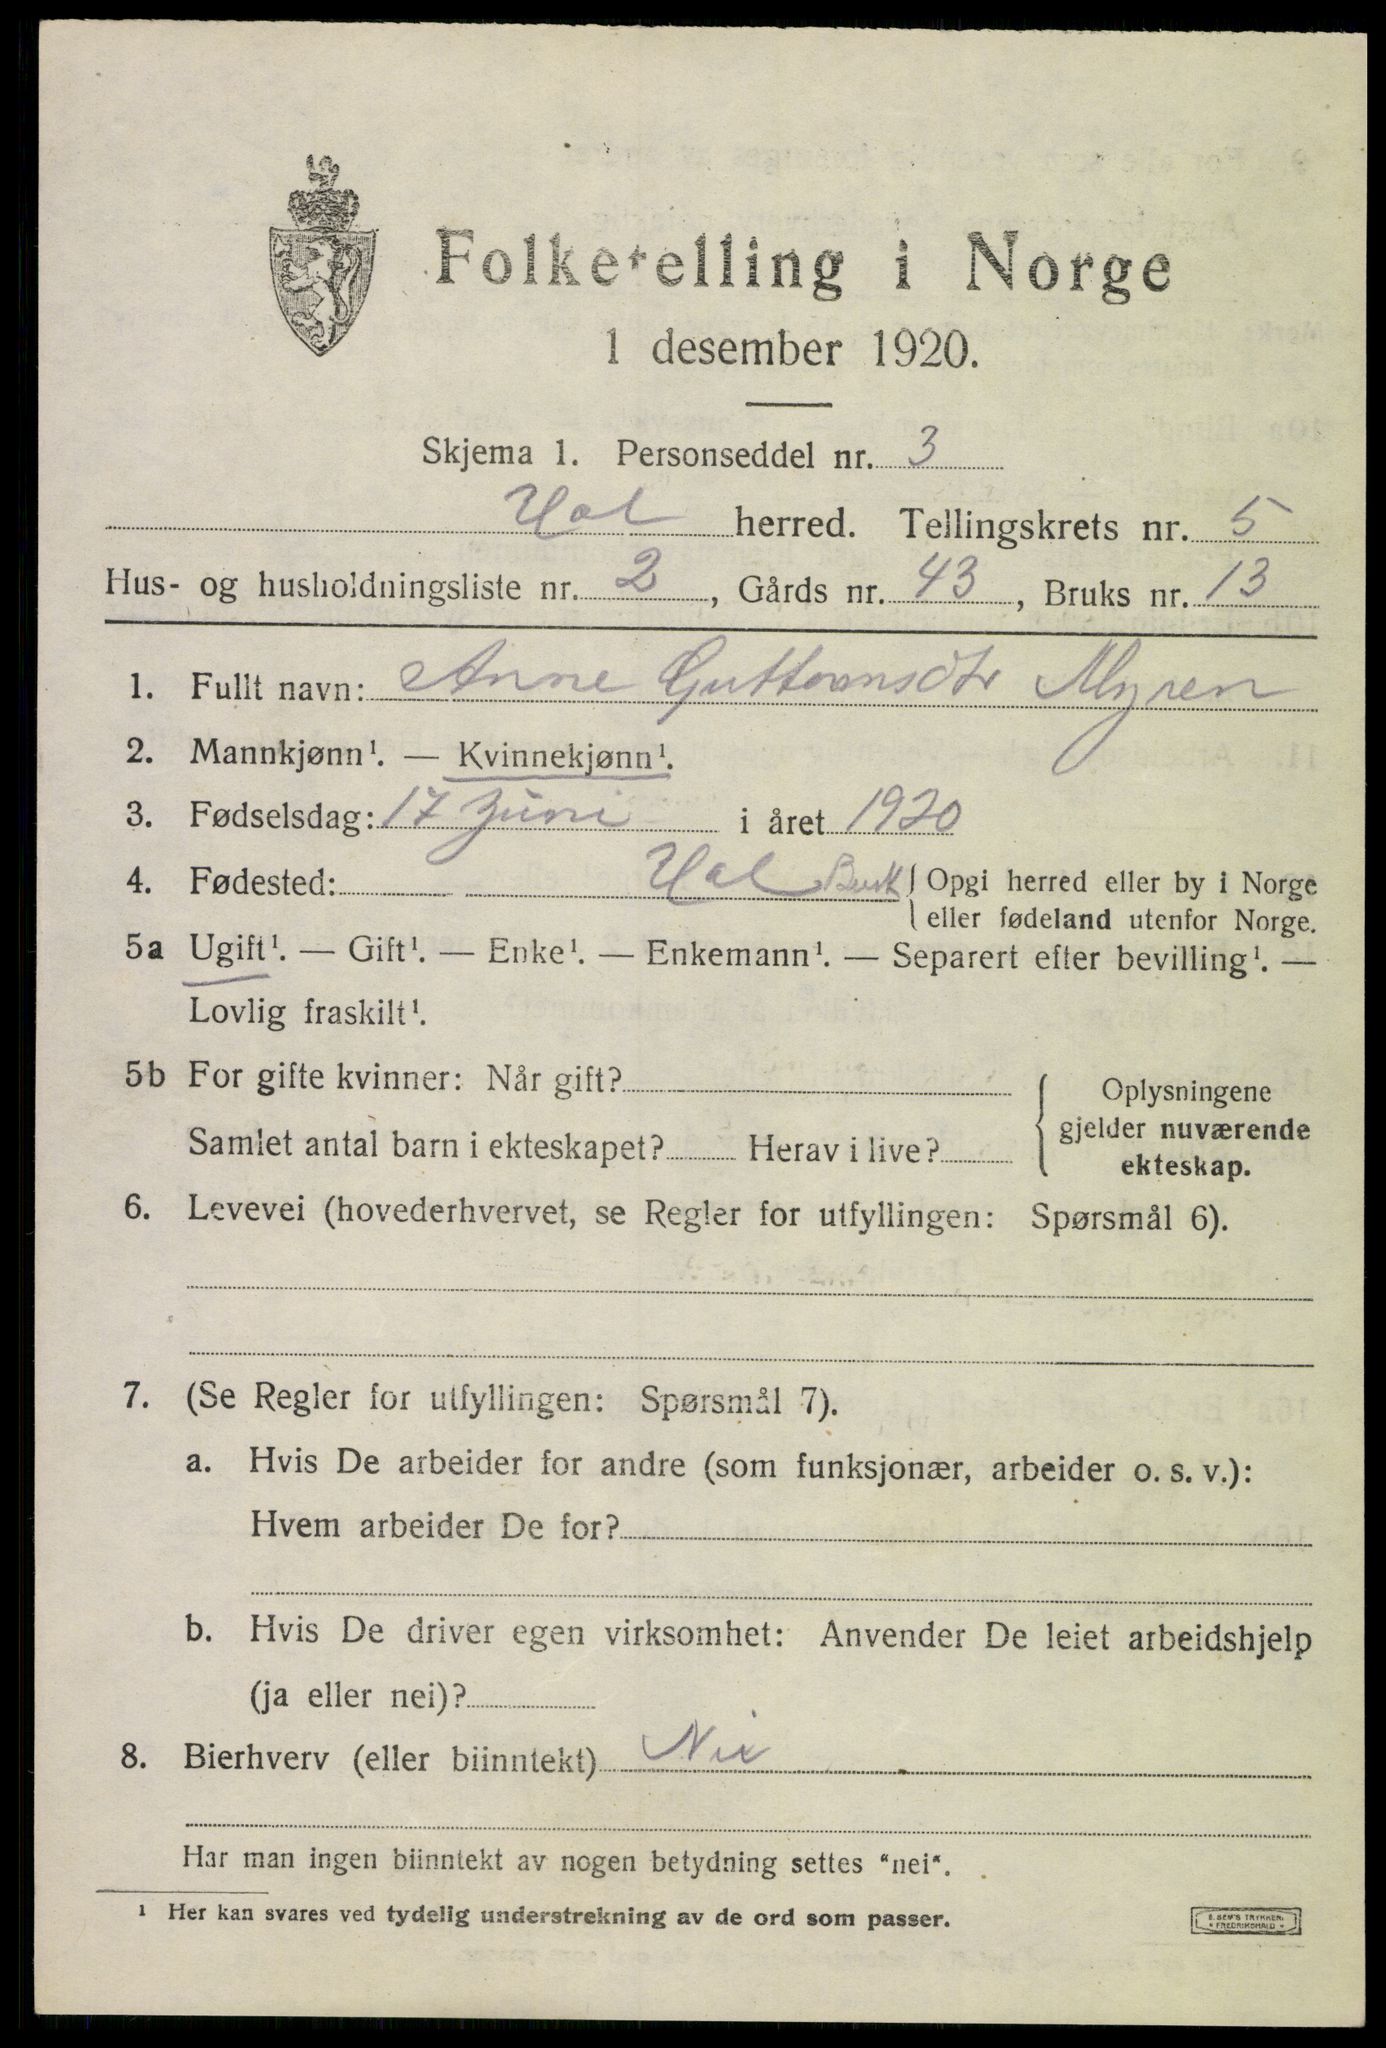 Folketelling i Norge
1 desember 1920.
Skjema 1. Personseddel nr. 3
Hol herred. Tellingskrets nr. 5
Hus- og husholdningsliste nr. 2, Gårds nr. 43, Bruks nr. 13
1. Fullt navn: Anne Guttormsdtr Myren
2. Mannkjønn¹. — Kvinnekjønn¹.
3. Fødselsdag: 17 Juni i året 1920
4. Fødested: Hol Busk { Opgi herred eller by i Norge
eller fødeland utenfor Norge.
5a Ugift¹. — Gift¹. — Enke¹. — Enkemann¹. — Separert efter bevilling¹. —
Lovlig fraskilt¹.
5b For gifte kvinner: Når gift?
Samlet antal barn i ekteskapet? Herav i live?
Oplysningene
gjelder nuværende
ekteskap.
6. Levevei (hovederhvervet, se Regler for utfyllingen: Spørsmål 6).
7. (Se Regler for utfyllingen: Spørsmål 7).
a. Hvis De arbeider for andre (som funksjonær, arbeider o. s. v.):
Hvem arbeider De for?
b. Hvis De driver egen virksomhet: Anvender De leiet arbeidshjelp
(ja eller nei)?
8. Bierhverv (eller biinntekt) Nei
Har man ingen biinntekt av nogen betydning settes "nei".
¹ Her kan svares ved tydelig understrekning av de ord som passer.
E. SEM'S TRYKKERI
FREDRIKSHALD